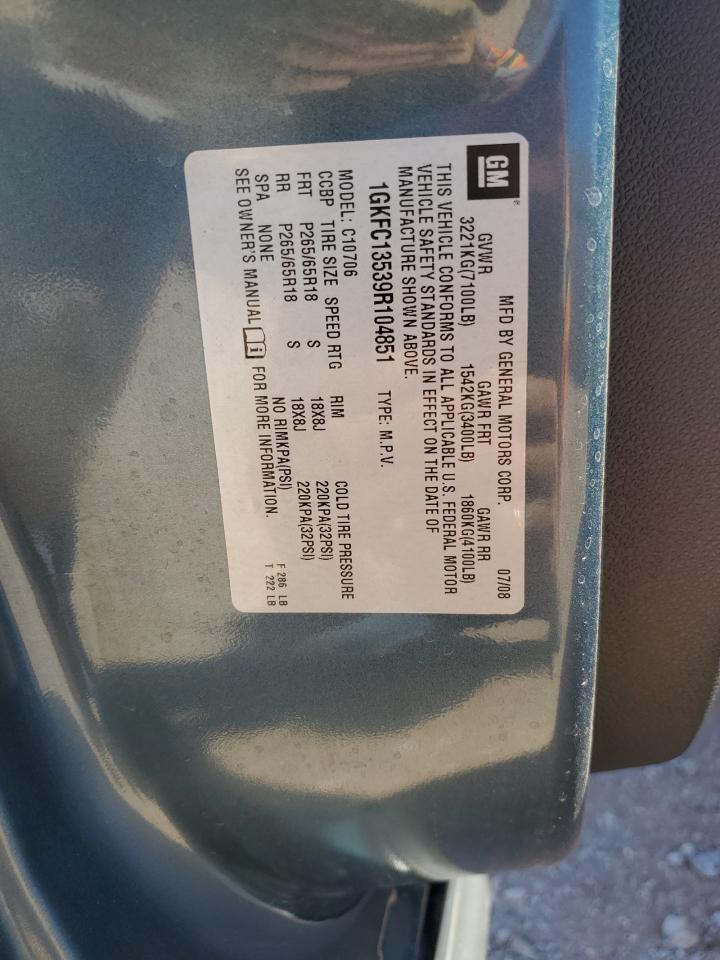 GM
MFD BY GENERAL MOTORS CORP. 07/08
GVWR GAWR FRT GAWR RR
3221KG(7100LB) 1542KG(3400LB) 1860KG(4100LB)
THIS VEHICLE CONFORMS TO ALL APPLICABLE U.S. FEDERAL MOTOR
VEHICLE SAFETY STANDARDS IN EFFECT ON THE DATE OF
MANUFACTURE SHOWN ABOVE.
1GKFC13539R104851 TYPE: M.P.V.
MODEL: C10706
CCBP TIRE SIZE SPEED RTG RIM COLD TIRE PRESSURE
FRT P265/65R18 S 18X8J 220KPA(32PSI)
RR P265/65R18 S 18X8J 220KPA(32PSI)
SPA NONE NO RIMKPA(PSI)
SEE OWNER'S MANUAL FOR MORE INFORMATION.
F 286 LB
T 222 LB